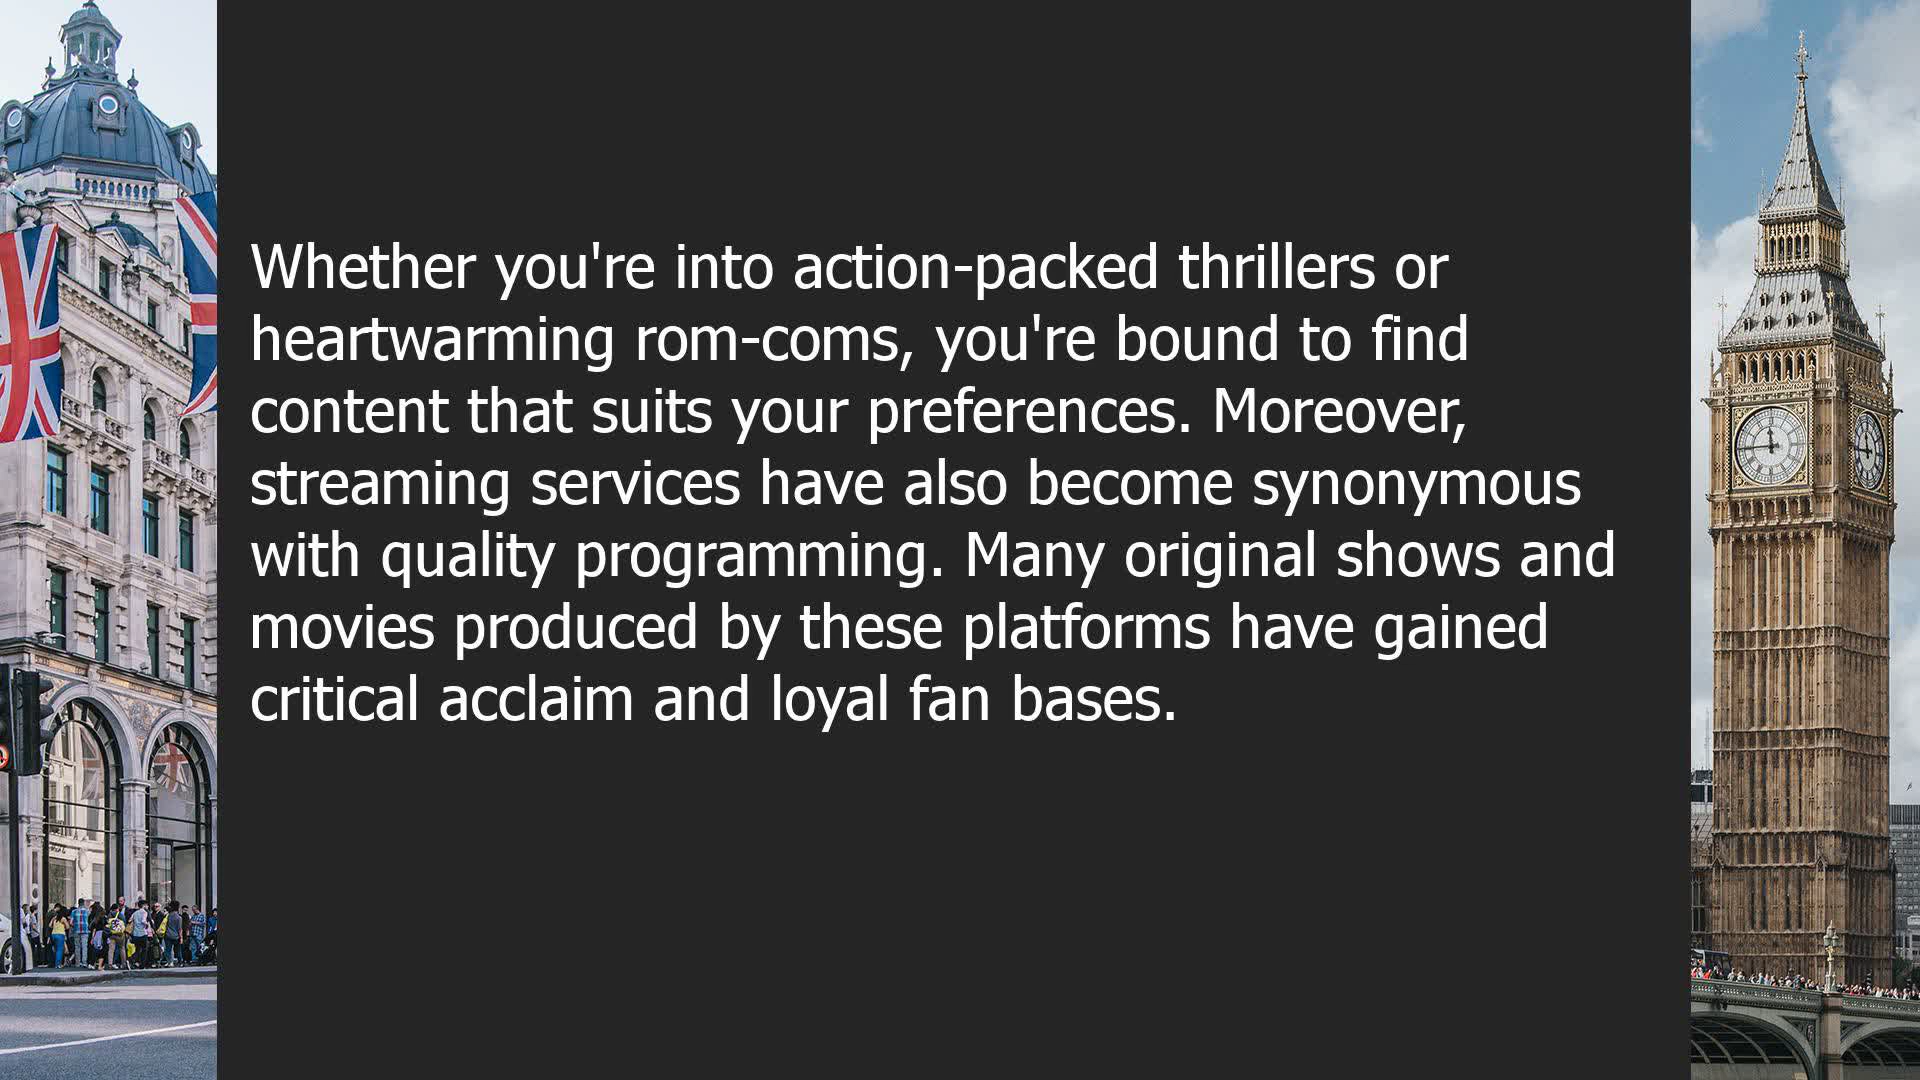 Whether you're into action-packed thrillers or
heartwarming rom-coms, you're bound to find
content that suits your preferences. Moreover,
streaming services have also become synonymous
with quality programming. Many original shows and
movies produced by these platforms have gained
critical acclaim and loyal fan bases.